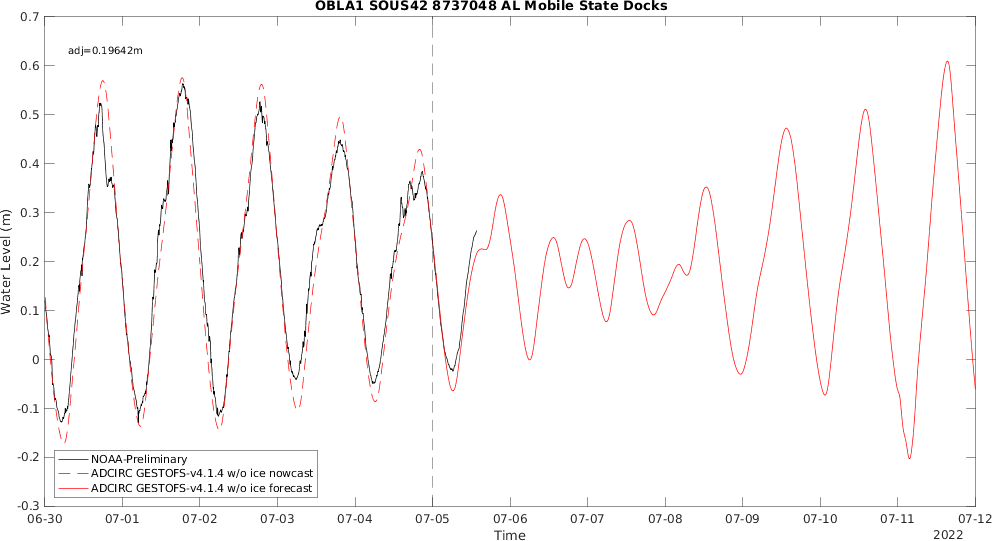 OBLA1 SOUS42 8737048 AL Mobile State Docks
adj=0.19642m
0.7
0.6
0.5
0.4
0.3
0.2
0.1
0
-0.1
-0.2
-0.3
Water Level (m)
NOAA-Preliminary
ADCIRC GESTOFS-v4.1.4 w/o ice nowcast
ADCIRC GESTOFS-v4.1.4 w/o ice forecast
06-30 07-01 07-02 07-03 07-04 07-05 07-06 07-07 07-08 07-09 07-10 07-11 07-12
Time
2022